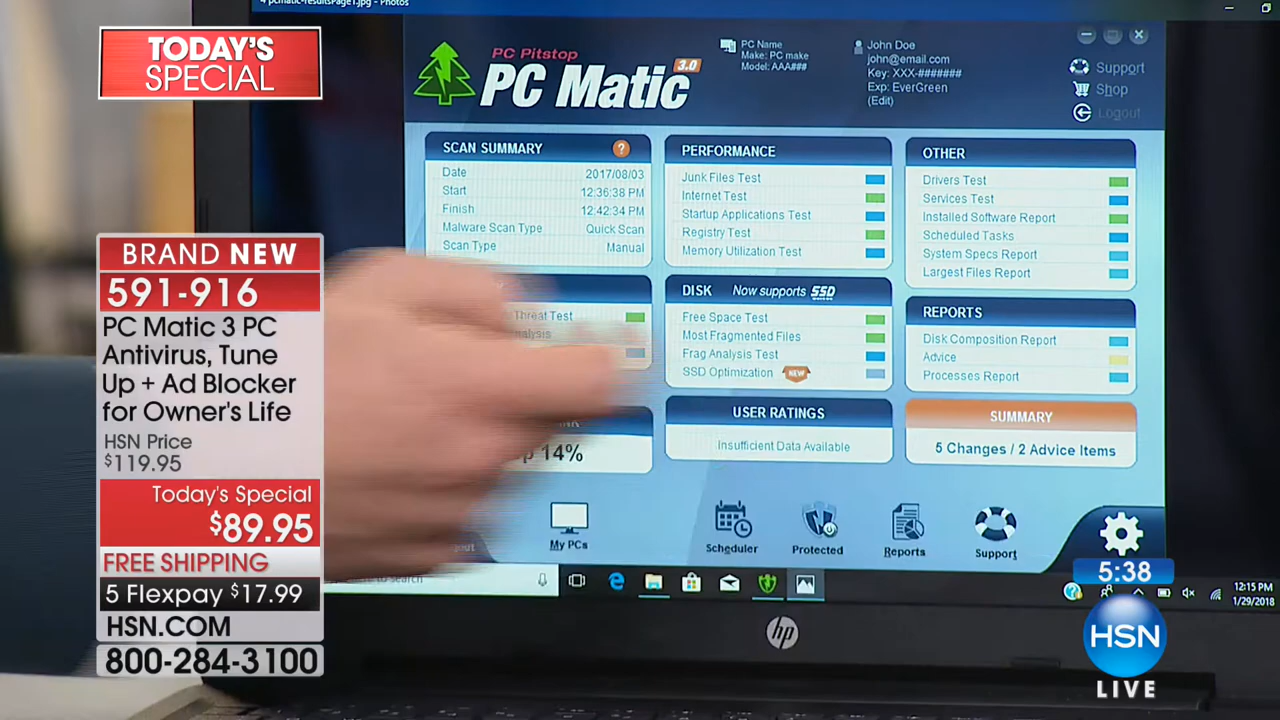 4 pcmatic-resultsPage1.jpg - Photos
TODAY'S
SPECIAL
PC Pitstop
PC Matic 3.0
PC Name
Make: PC make
Model: AAA###
John Doe
john@email.com
Key: XXX-#######
Exp: EverGreen
(Edit)
Support
Shop
Logout
SCAN SUMMARY ?
Date 2017/08/03
Start 12:36:38 PM
Finish 12:42:34 PM
Malware Scan Type Quick Scan
Scan Type Manual
PERFORMANCE
Junk Files Test
Internet Test
Startup Applications Test
Registry Test
Memory Utilization Test
OTHER
Drivers Test
Services Test
Installed Software Report
Scheduled Tasks
System Specs Report
Largest Files Report
Threat Test
DISK Now supports SSD
Free Space Test
Most Fragmented Files
Frag Analysis Test
SSD Optimization NEW
REPORTS
Disk Composition Report
Advice
Processes Report
14%
USER RATINGS
Insufficient Data Available
SUMMARY
5 Changes / 2 Advice Items
My PCs
Scheduler
Protected
Reports
Support
to search
12:15 PM
1/29/2018
hp
BRAND NEW
591-916
PC Matic 3 PC
Antivirus, Tune
Up + Ad Blocker
for Owner's Life
HSN Price
$119.95
Today's Special
$89.95
FREE SHIPPING
5 Flexpay $17.99
HSN.COM
800-284-3100
5:38
HSN
LIVE